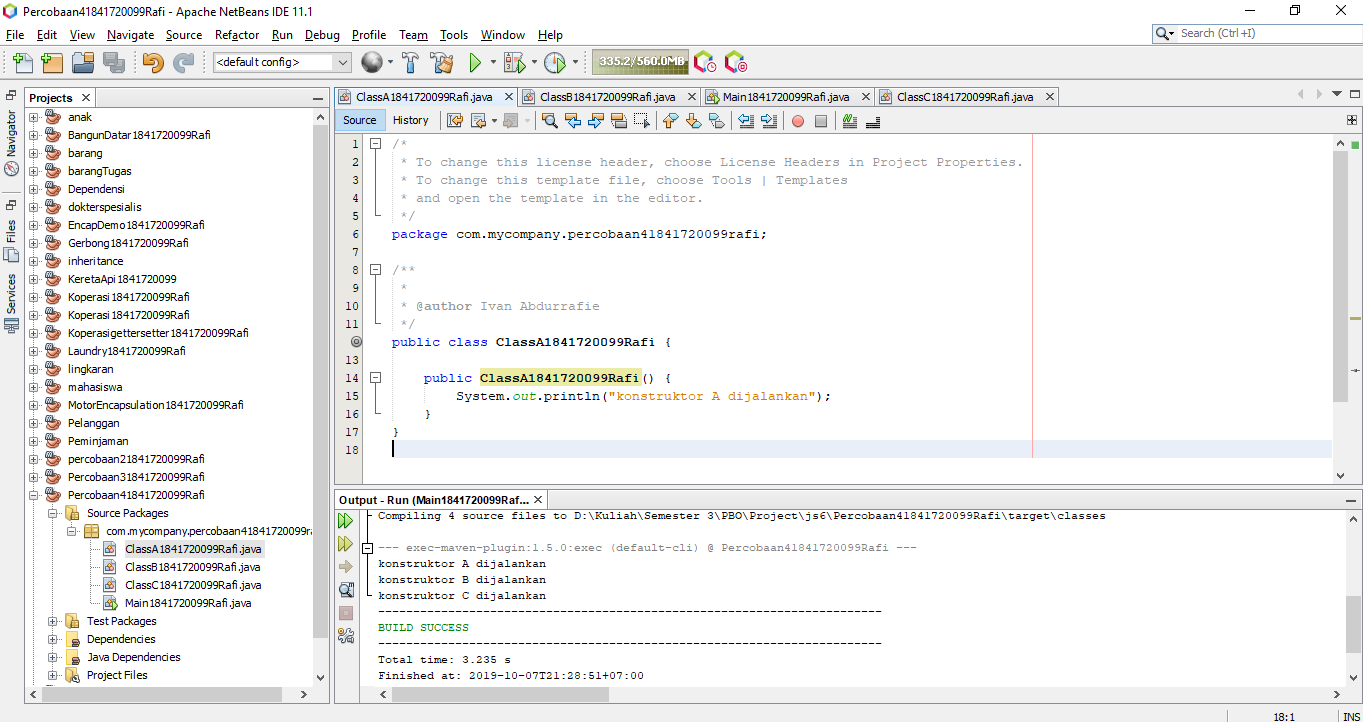 Percobaan41841720099Rafi - Apache NetBeans IDE 11.1
File Edit View Navigate Source Refactor Run Debug Profile Team Tools Window Help
Search (Ctrl+I)
<default config>
335.2/560.0MB
Projects
Navigator
Files
Services
anak
BangunDatar1841720099Rafi
barang
barangTugas
Dependensi
dokterspesialis
EncapDemo1841720099Rafi
Gerbong1841720099Rafi
inheritance
KeretaApi1841720099
Koperasi1841720099Rafi
Koperasi1841720099Rafi
Koperasigettersetter1841720099Rafi
Laundry1841720099Rafi
lingkaran
mahasiswa
MotorEncapsulation1841720099Rafi
Pelanggan
Peminjaman
percobaan21841720099Rafi
Percobaan31841720099Rafi
Percobaan41841720099Rafi
Source Packages
com.mycompany.percobaan41841720099r
ClassA1841720099Rafi.java
ClassB1841720099Rafi.java
ClassC1841720099Rafi.java
Main1841720099Rafi.java
Test Packages
Dependencies
Java Dependencies
Project Files
ClassA1841720099Rafi.java ClassB1841720099Rafi.java Main1841720099Rafi.java ClassC1841720099Rafi.java
Source History
1 /*
2 * To change this license header, choose License Headers in Project Properties.
3 * To change this template file, choose Tools | Templates
4 * and open the template in the editor.
5 */
6 package com.mycompany.percobaan41841720099rafi;
7
8 /**
9 *
10 * @author Ivan Abdurrafie
11 */
public class ClassA1841720099Rafi {
13
14 public ClassA1841720099Rafi() {
15 System.out.println("konstruktor A dijalankan");
16 }
17 }
18
Output - Run (Main1841720099Raf...
Compiling 4 source files to D:\Kuliah\Semester 3\PBO\Project\js6\Percobaan41841720099Rafi\target\classes
--- exec-maven-plugin:1.5.0:exec (default-cli) @ Percobaan41841720099Rafi ---
konstruktor A dijalankan
konstruktor B dijalankan
konstruktor C dijalankan
------------------------------------------------------------------------
BUILD SUCCESS
------------------------------------------------------------------------
Total time: 3.235 s
Finished at: 2019-10-07T21:28:51+07:00
18:1 INS